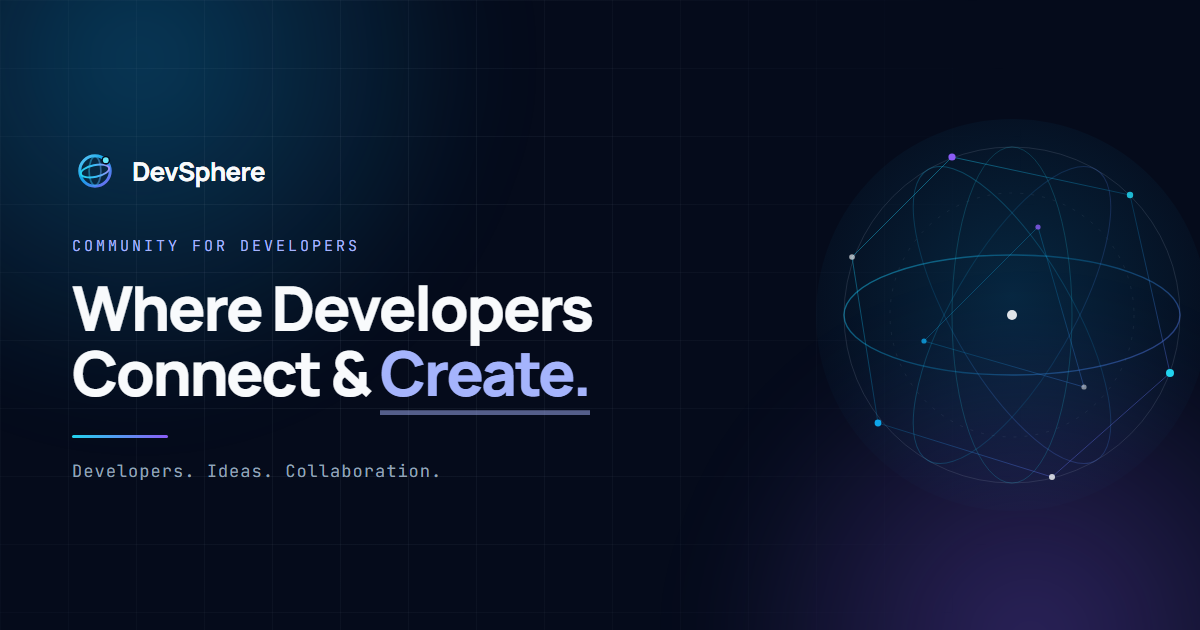 DevSphere
COMMUNITY FOR DEVELOPERS
Where Developers
Connect & Create.
Developers. Ideas. Collaboration.